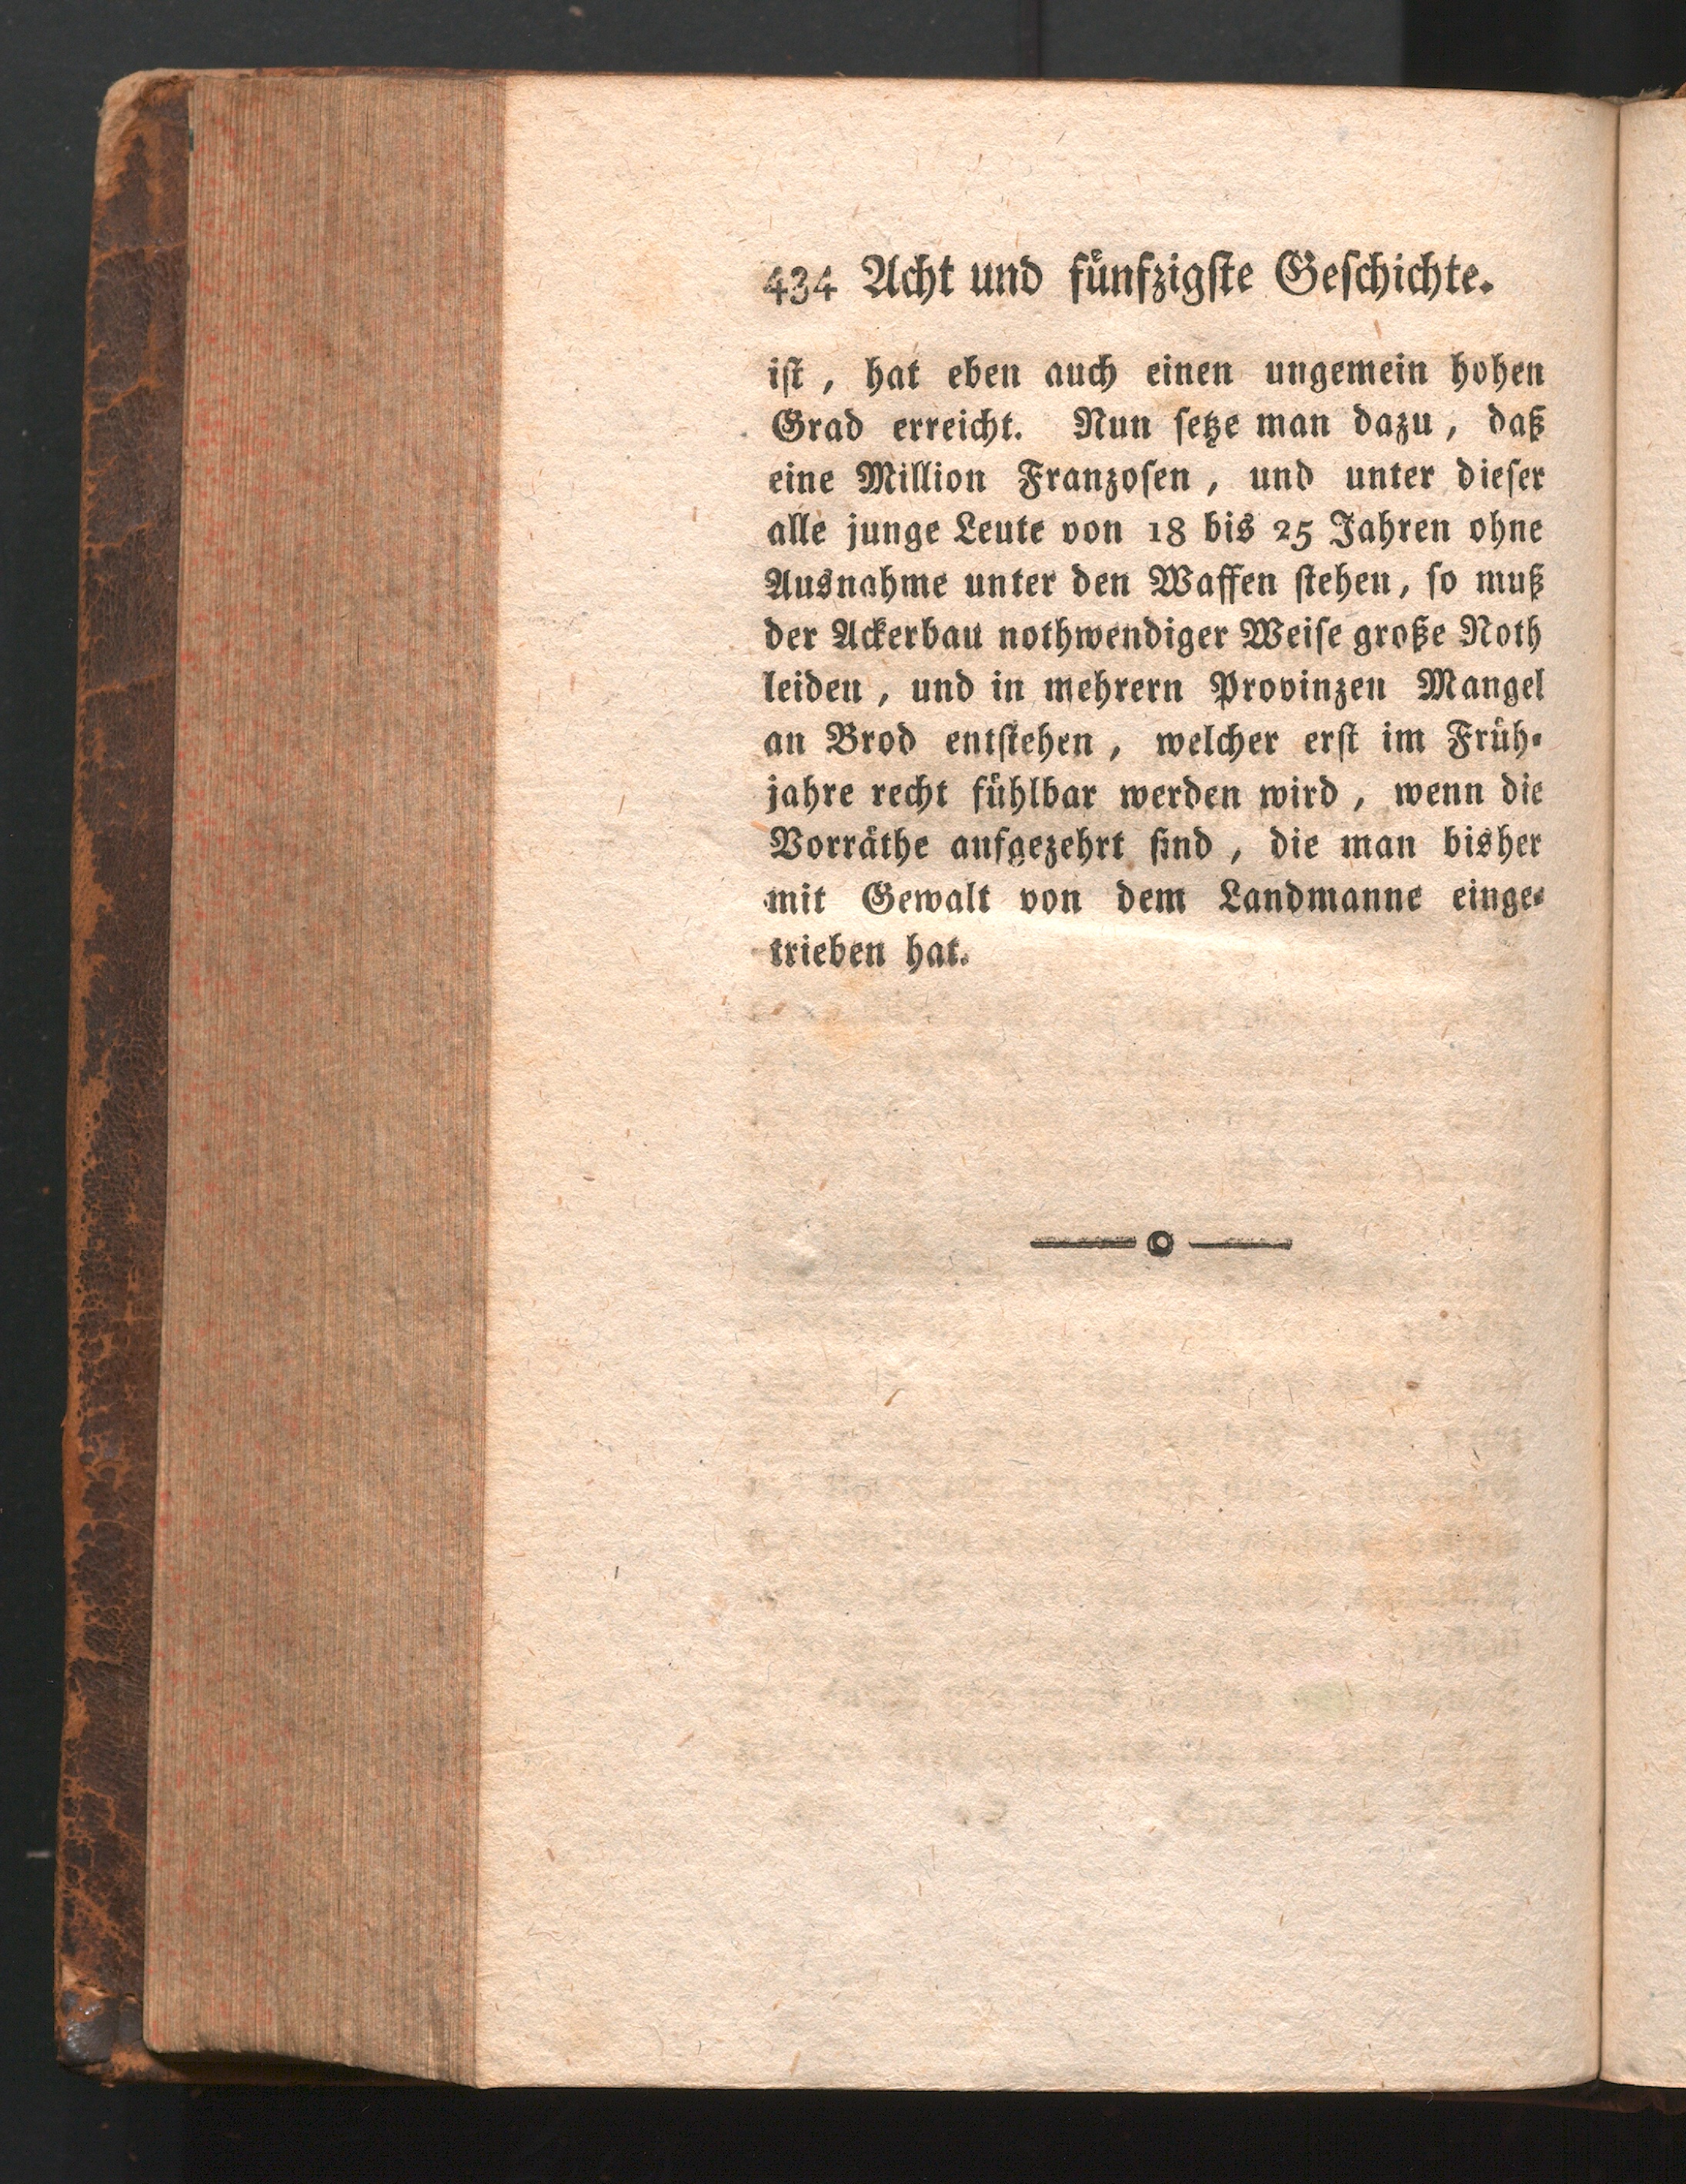 434 Acht und fünfzigste Geschichte.
ist, hat eben auch einen ungemein hohen
Grad erreicht. Nun setze man dazu, daß
eine Million Franzosen, und unter dieser
alle junge Leute von 18 bis 25 Jahren ohne
Ausnahme unter den Waffen stehen, so muß
der Ackerbau nothwendiger Weise große Noth
leiden, und in mehrern Provinzen Mangel
an Brod entstehen, welcher erst im Früh-
jahre recht fühlbar werden wird, wenn die
Vorräthe aufgezehrt sind, die man bisher
mit Gewalt von dem Landmanne einge-
trieben hat.